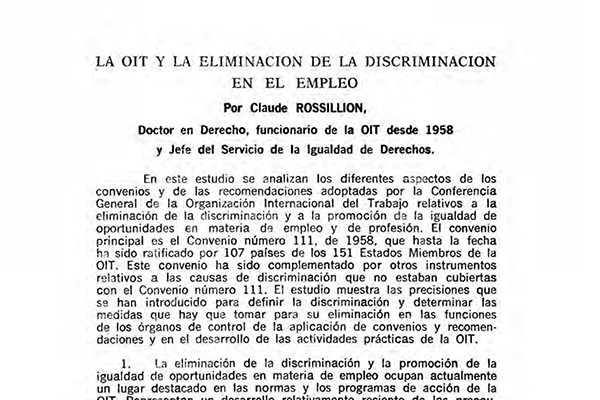 LA OIT Y LA ELIMINACION DE LA DISCRIMINACION
EN EL EMPLEO
Por Claude ROSSILLION,
Doctor en Derecho, funcionario de la OIT desde 1958
y Jefe del Servicio de la Igualdad de Derechos.
En este estudio se analizan los diferentes aspectos de los
convenios y de las recomendaciones adoptadas por la Conferencia
General de la Organización Internacional del Trabajo relativos a la
eliminación de la discriminación y a la promoción de la igualdad de
oportunidades en materia de empleo y de profesión. El convenio
principal es el Convenio número 111, de 1958, que hasta la fecha
ha sido ratificado por 107 países de los 151 Estados Miembros de la
OIT. Este convenio ha sido complementado por otros instrumentos
relativos a las causas de discriminación que no estaban cubiertas
con el Convenio número 111. El estudio muestra las precisiones que
se han introducido para definir la discriminación y determinar las
medidas que hay que tomar para su eliminación en las funciones
de los órganos de control de la aplicación de convenios y recomen-
daciones y en el desarrollo de las actividades prácticas de la OIT.
1. La eliminación de la discriminación y la promoción de la
igualdad de oportunidades en materia de empleo ocupan actualmente
un lugar destacado en las normas y los programas de acción de la
OIT. Representan un desarrollo relativamente reciente de las